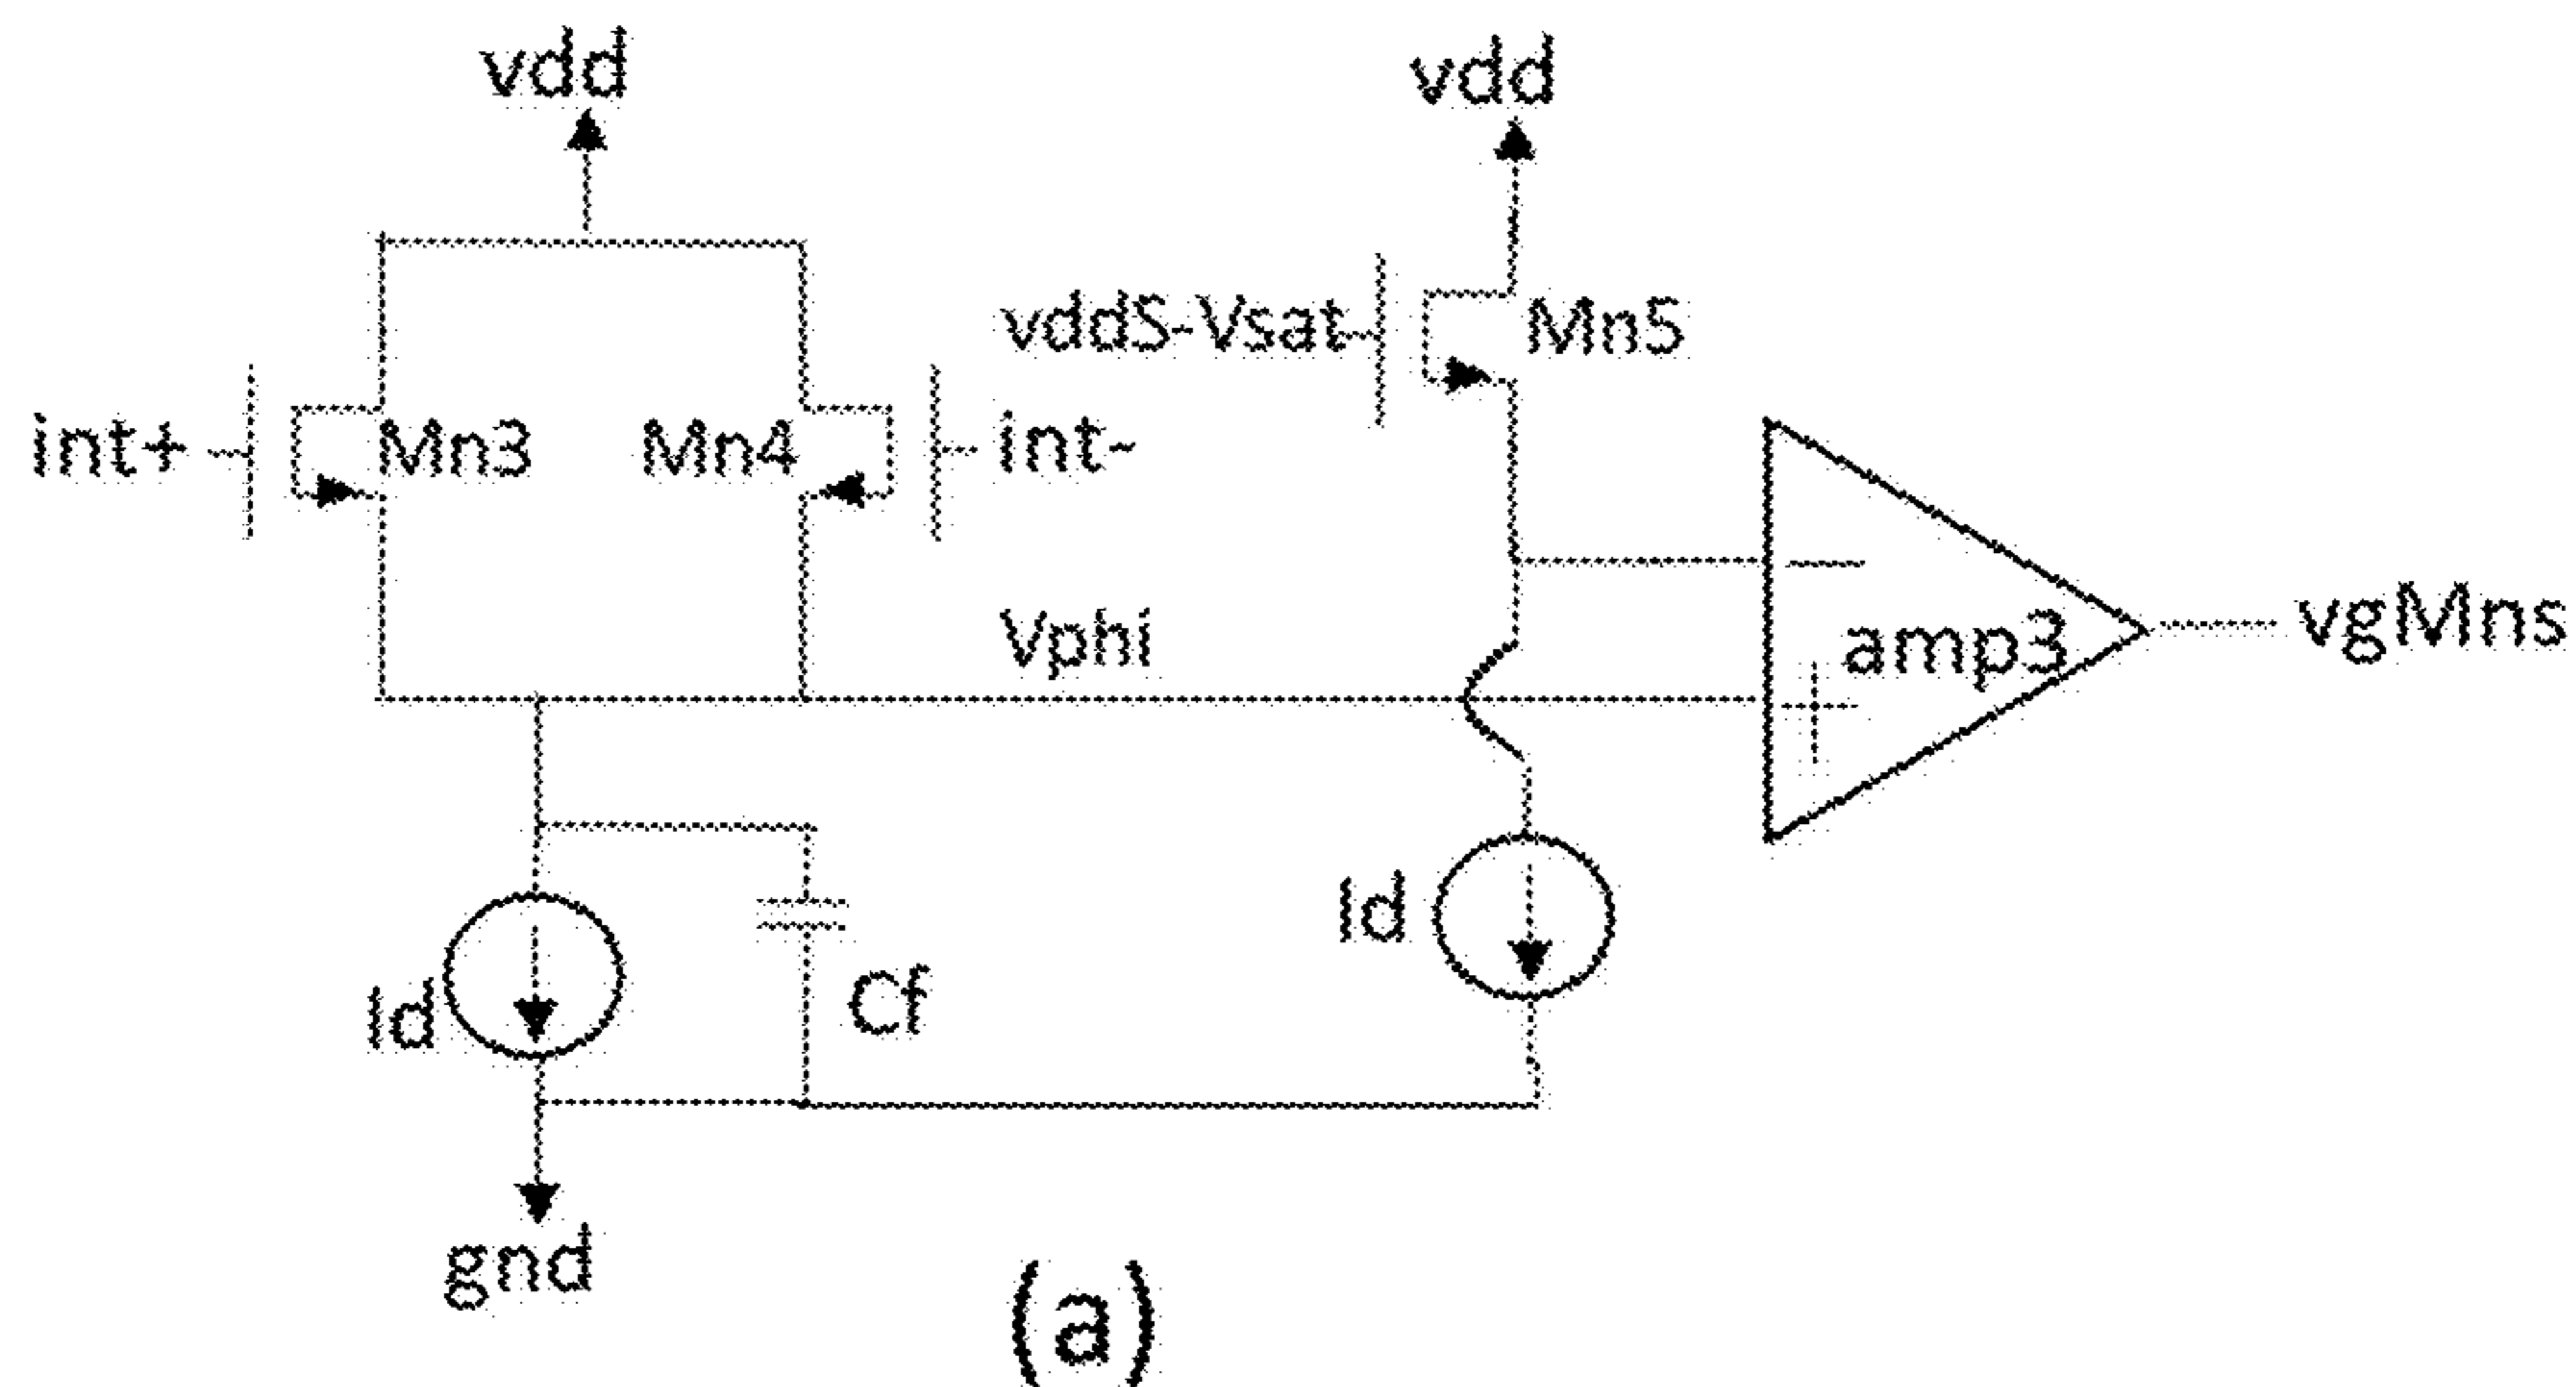 vdd
vdd
vddS-Vsat
Mn5
int+
Mn3
Mn4
int-
Vphi
amp3
vgMns
Id
Id
Cf
gnd
(a)